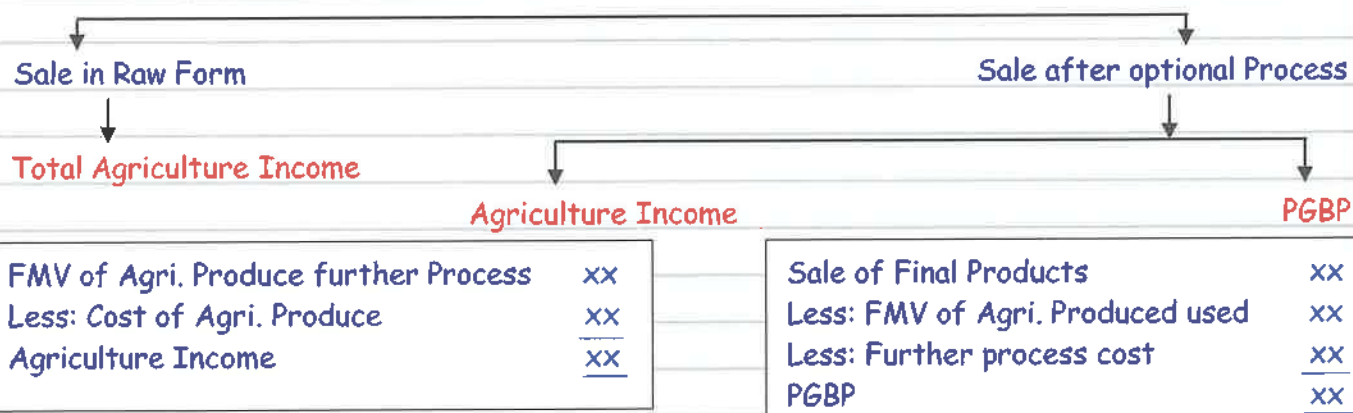 Sale in Raw Form
Sale after optional Process
Total Agriculture Income
Agriculture Income
PGBP
FMV of Agri. Produce further Process xx
Less: Cost of Agri. Produce xx
Agriculture Income xx
Sale of Final Products xx
Less: FMV of Agri. Produced used xx
Less: Further process cost xx
PGBP xx